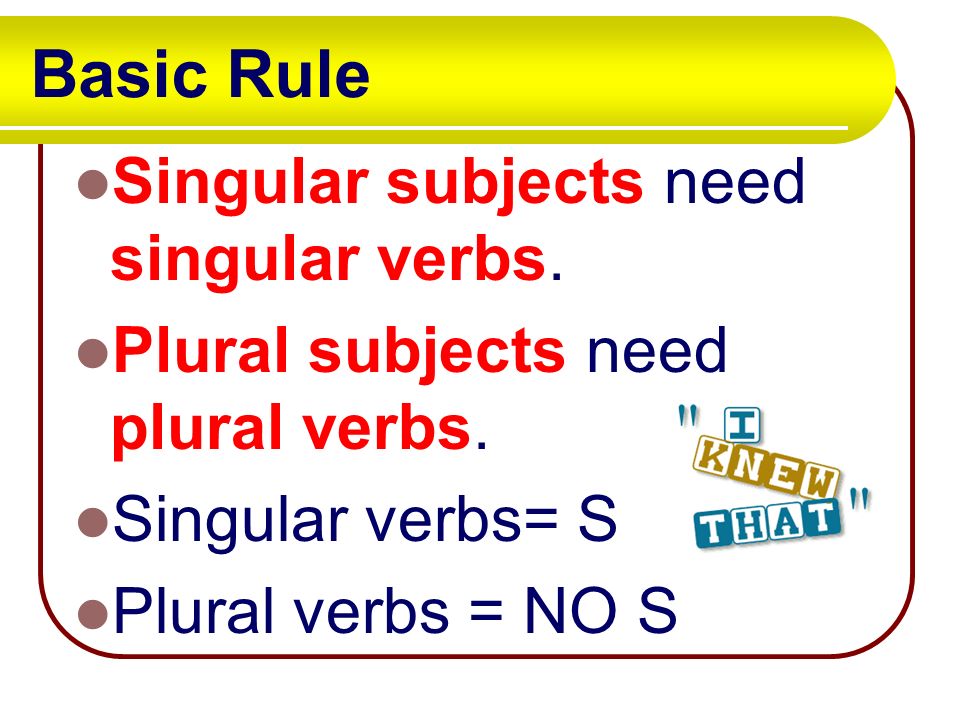 Basic Rule
Singular subjects need
singular verbs.
Plural subjects need
plural verbs.
" I
KNEW
THAT "
Singular verbs= S
Plural verbs = NO S